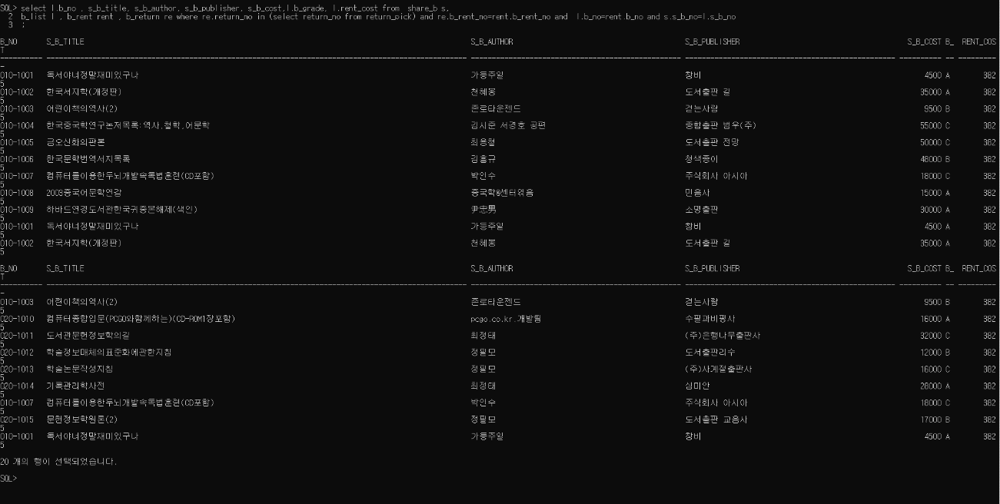 SQL> select l.b_no , s_b_title, s_b_author, s_b_publisher, s_b_cost,l.b_grade, l.rent_cost from  share_b s,
  2  b_list l , b_rent rent , b_return re where re.return_no in (select return_no from return_pick) and re.b_rent_no=rent.b_rent_no and  l.b_no=rent.b_no and s.s_b_no=l.s_b_no
  3  ;
B_NO S_B_TITLE S_B_AUTHOR S_B_PUBLISHER S_B_COST B_ RENT_COS
T
---------- ---------------------------------------------------------------------------------------------------- -------------------------------------------------- -------------------------------------------------- ---------- -- ---------
-
010-1001 독서야녀정말재미있구나 가등주일 창비 4500 A 382
5
010-1002 한국서지학(개정판) 천혜봉 도서출판 길 35000 A 382
5
010-1003 어린이책의역사(2) 존로타운젠드 걷는사람 9500 B 382
5
010-1004 한국중국학연구논저목록:역사,철학,어문학 김시준 서경호 공편 종합출판 범우(주) 55000 C 382
5
010-1005 금오신화의판본 최용철 도서출판 전망 50000 C 382
5
010-1006 한국문학번역서지목록 김흥규 청색종이 48000 B 382
5
010-1007 컴퓨터를이용한두뇌개발속독법훈련(CD포함) 박인수 주식회사 아시아 18000 C 382
5
010-1008 2003중국어문학연감 중국학@센터엮음 민음사 15000 A 382
5
010-1009 하바드연경도서관한국귀중본해제(색인) 尹忠男 소명출판 30000 A 382
5
010-1001 독서야녀정말재미있구나 가등주일 창비 4500 A 382
5
010-1002 한국서지학(개정판) 천혜봉 도서출판 길 35000 A 382
5
B_NO S_B_TITLE S_B_AUTHOR S_B_PUBLISHER S_B_COST B_ RENT_COS
T
---------- ---------------------------------------------------------------------------------------------------- -------------------------------------------------- -------------------------------------------------- ---------- -- ---------
-
010-1003 어린이책의역사(2) 존로타운젠드 걷는사람 9500 B 382
5
020-1010 컴퓨터종합입문(PCGO와함께하는)(CD-ROM1장포함) pcgo.co.kr.개발팀 수필과비평사 16000 A 382
5
020-1011 도서관문헌정보학의길 최정태 (주)은행나무출판사 32000 C 382
5
020-1012 학술정보매체의표준화에관한지침 정필모 도서출판리수 12000 B 382
5
020-1013 학술논문작성지침 정필모 (주)사계절출판사 16000 C 382
5
020-1014 기록관리학사전 최정태 심미안 28000 A 382
5
010-1007 컴퓨터를이용한두뇌개발속독법훈련(CD포함) 박인수 주식회사 아시아 18000 C 382
5
020-1015 문헌정보학원론(2) 정필모 도서출판 교음사 17000 B 382
5
010-1001 독서야녀정말재미있구나 가등주일 창비 4500 A 382
5
20 개의 행이 선택되었습니다.
SQL>